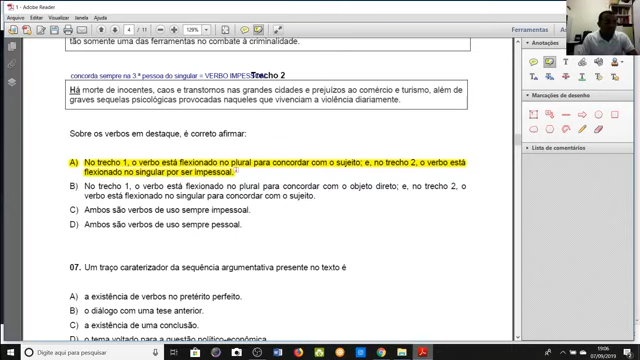 1 - Adobe Reader
Arquivo Editar Visualizar Janela Ajuda
4 / 11
129%
Ferramentas
tão somente uma das ferramentas no combate à criminalidade.
Anotações
concorda sempre na 3.ª pessoa do singular = VERBO IMPESSOAL
Trecho 2
Há morte de inocentes, caos e transtornos nas grandes cidades e prejuízos ao comércio e turismo, além de
graves sequelas psicológicas provocadas naqueles que vivenciam a violência diariamente.
Marcações de desenho
Sobre os verbos em destaque, é correto afirmar:
Lista de comentários
A) No trecho 1, o verbo está flexionado no plural para concordar com o sujeito; e, no trecho 2, o verbo está
flexionado no singular por ser impessoal.
B) No trecho 1, o verbo está flexionado no plural para concordar com o objeto direto; e, no trecho 2, o
verbo está flexionado no singular para concordar com o sujeito.
C) Ambos são verbos de uso sempre impessoal.
D) Ambos são verbos de uso sempre pessoal.
07. Um traço caraterizador da sequência argumentativa presente no texto é
A) a existência de verbos no pretérito perfeito.
B) o diálogo com uma tese anterior.
C) a existência de uma conclusão.
D) o tema voltado para a questão político-econômica.
Digite aqui para pesquisar
19:06
07/09/2019